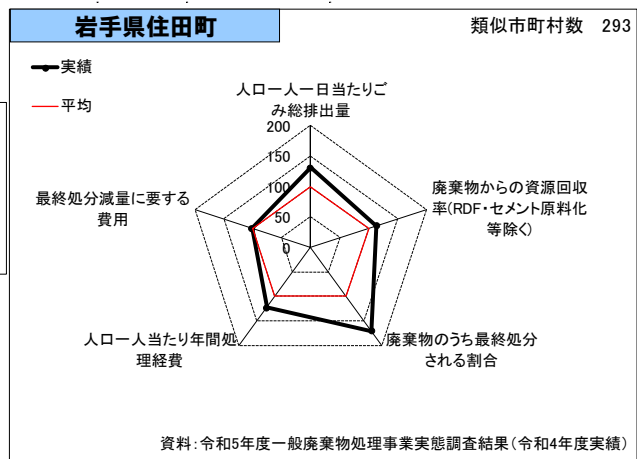 岩手県住田町
類似市町村数 293
実績
平均
人口一人一日当たりご
み総排出量
200
150
100
50
0
廃棄物からの資源回収
率(RDF・セメント原料化
等除く)
廃棄物のうち最終処分
される割合
人口一人当たり年間処
理経費
最終処分減量に要する
費用
資料:令和5年度一般廃棄物処理事業実態調査結果(令和4年度実績)